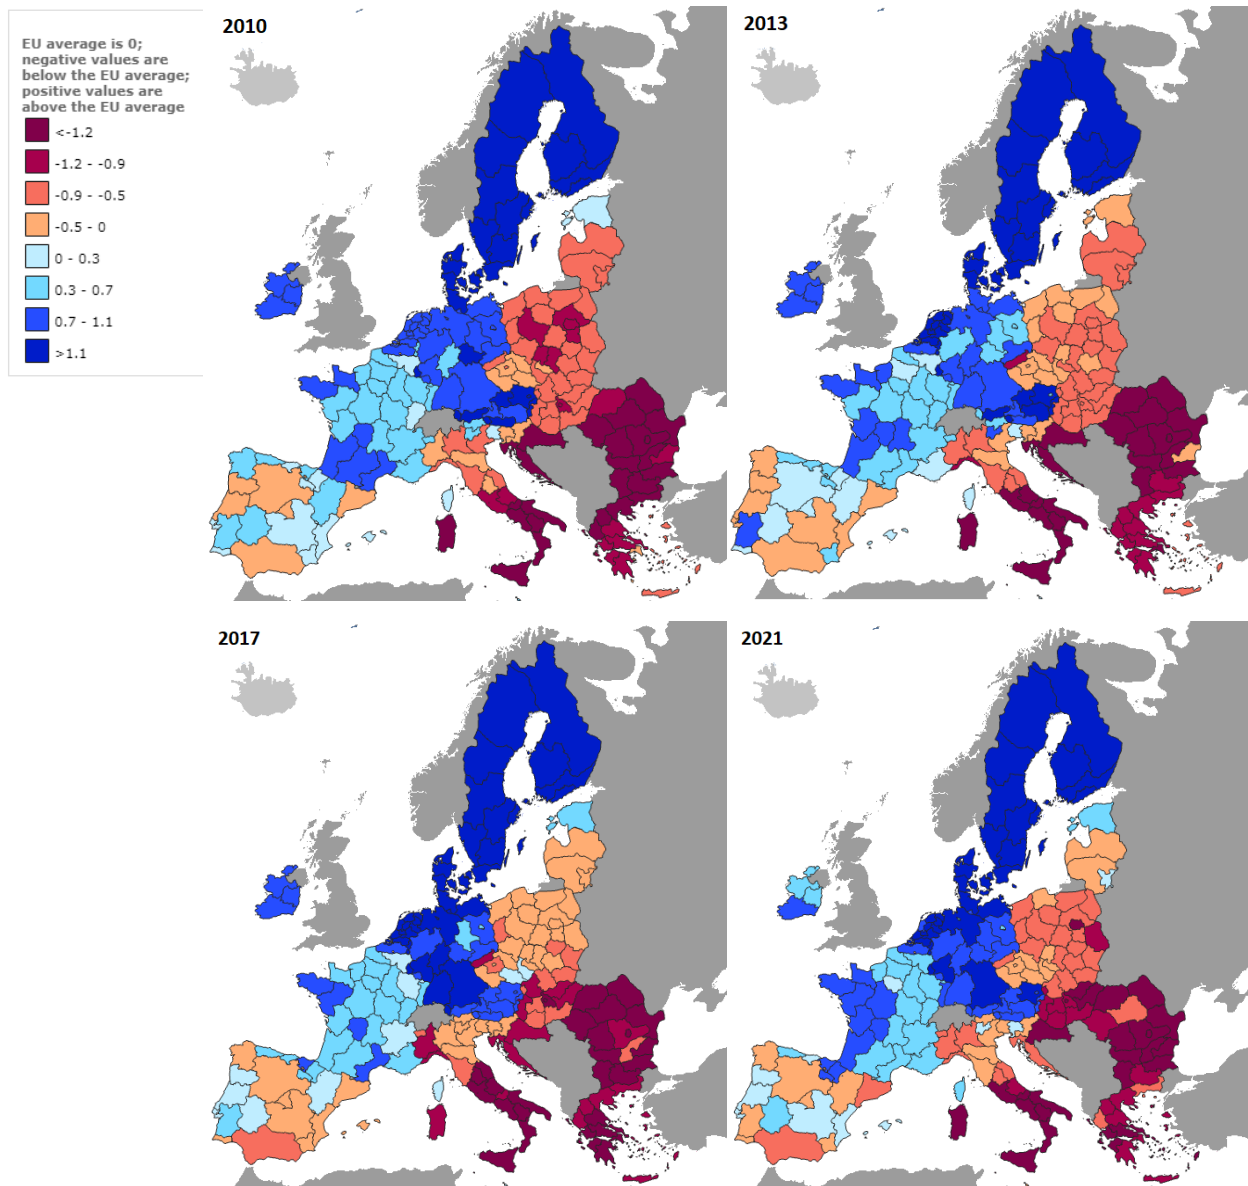 EU average is 0;
negative values are
below the EU average;
positive values are
above the EU average
<-1.2
-1.2 - -0.9
-0.9 - -0.5
-0.5 - 0
0 - 0.3
0.3 - 0.7
0.7 - 1.1
>1.1
2010
2013
2017
2021